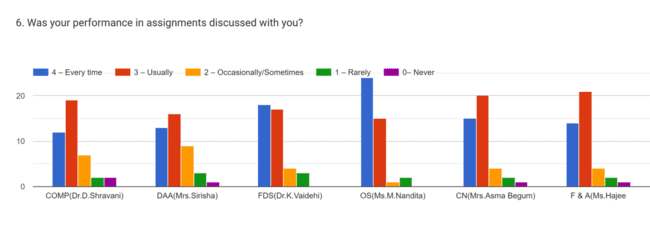 6. Was your performance in assignments discussed with you?
4 – Every time 3 – Usually 2 – Occasionally/Sometimes 1 – Rarely 0– Never
20
10
0
COMP(Dr.D.Shravani) DAA(Mrs.Sirisha) FDS(Dr.K.Vaidehi) OS(Ms.M.Nandita) CN(Mrs.Asma Begum) F & A(Ms.Hajee